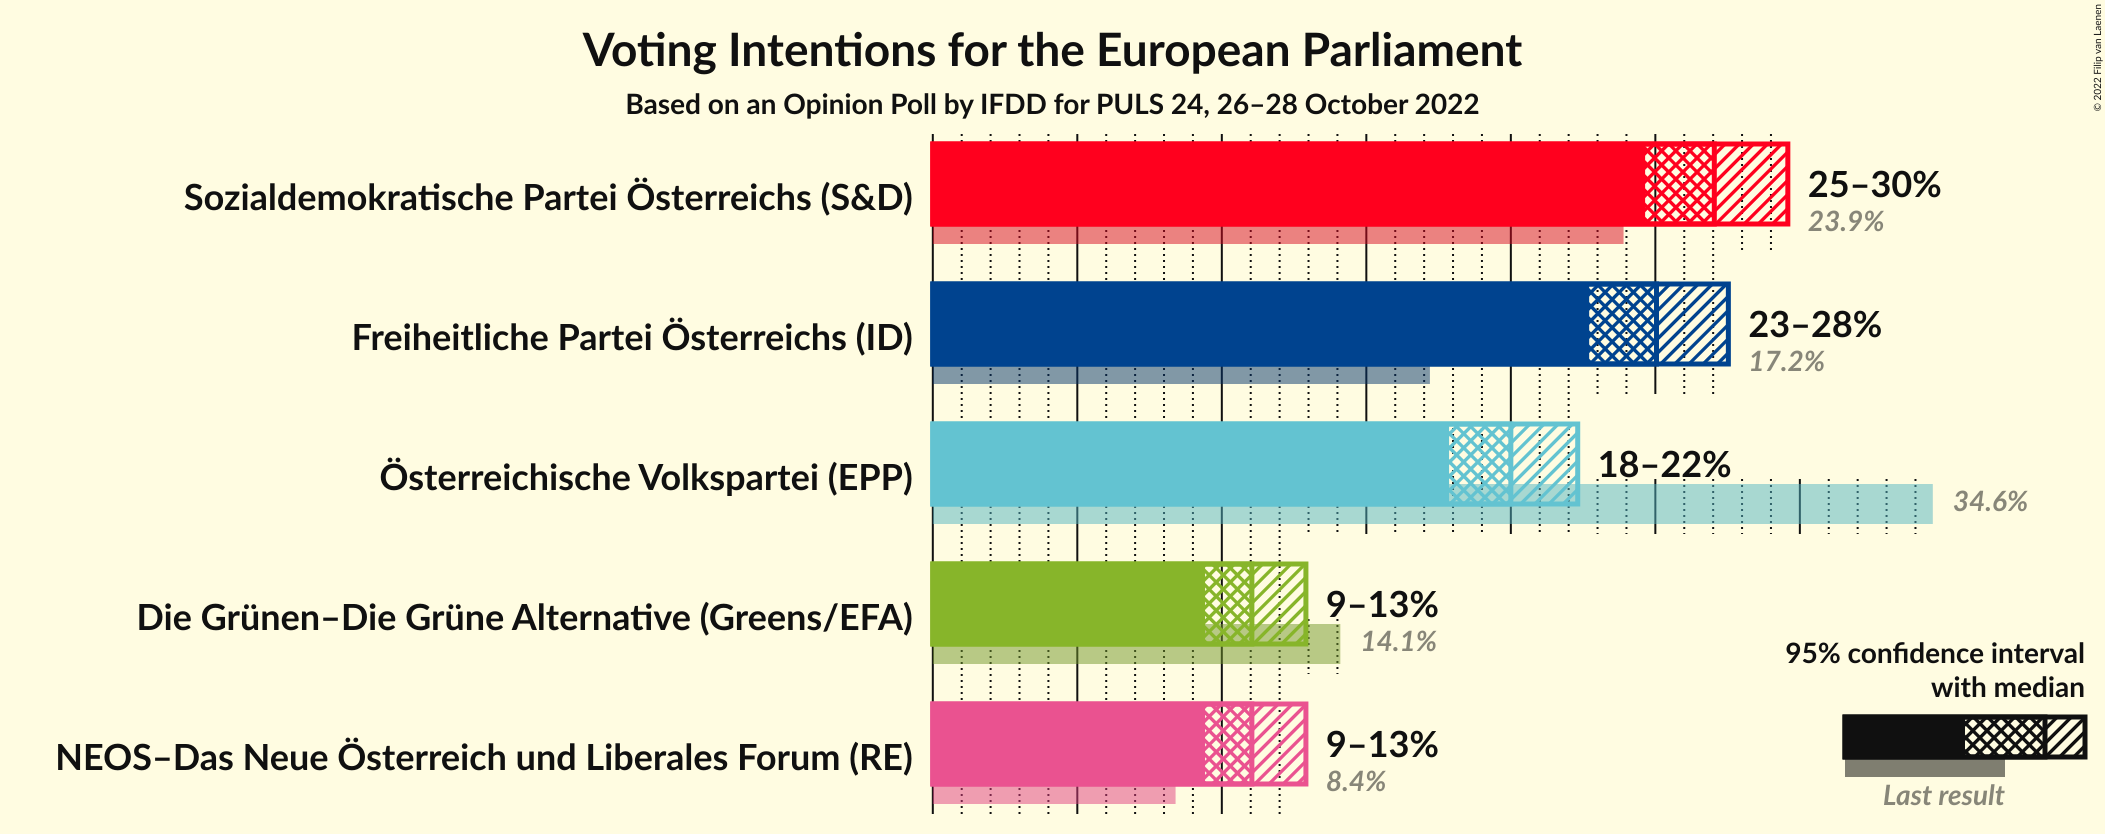 Voting Intentions for the European Parliament
Based on an Opinion Poll by IFDD for PULS 24, 26–28 October 2022
© 2022 Filip van Laenen
Sozialdemokratische Partei Österreichs (S&D)
25–30%
23.9%
Freiheitliche Partei Österreichs (ID)
23–28%
17.2%
Österreichische Volkspartei (EPP)
18–22%
34.6%
Die Grünen–Die Grüne Alternative (Greens/EFA)
9–13%
14.1%
NEOS–Das Neue Österreich und Liberales Forum (RE)
9–13%
8.4%
95% confidence interval
with median
Last result